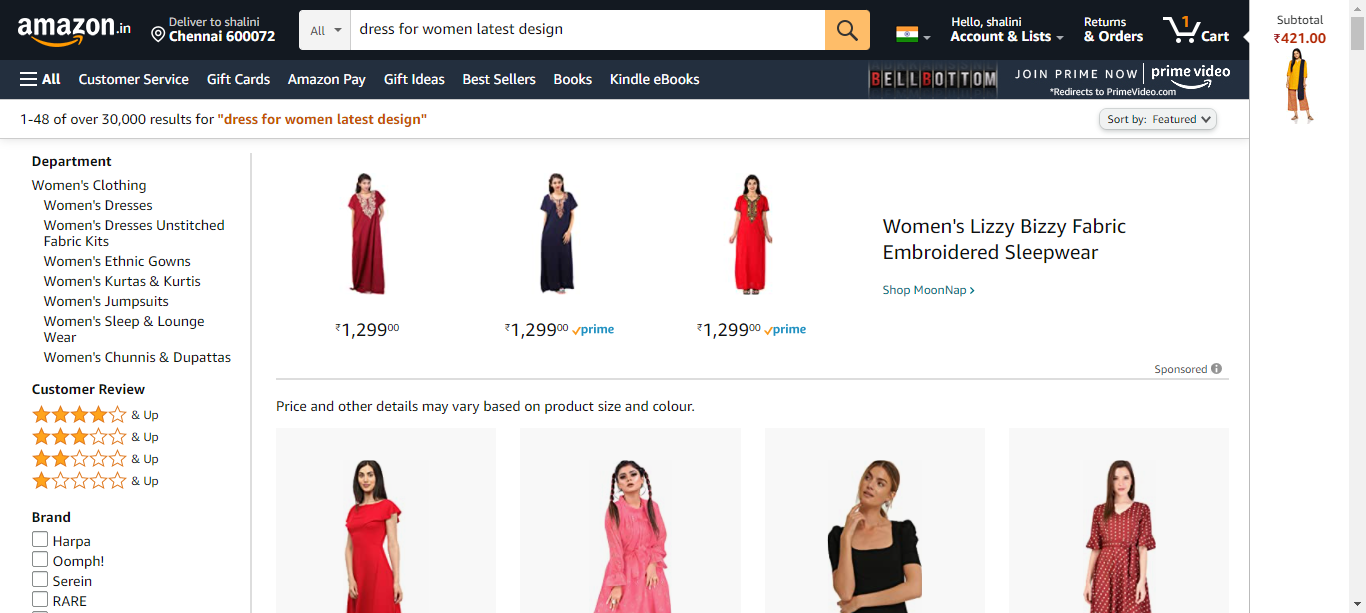 amazon.in
Deliver to shalini
Chennai 600072
All
dress for women latest design
Hello, shalini
Account & Lists
Returns
& Orders
1
Cart
Subtotal
₹421.00
All
Customer Service
Gift Cards
Amazon Pay
Gift Ideas
Best Sellers
Books
Kindle eBooks
BELLBOTTOM
JOIN PRIME NOW
prime video
*Redirects to PrimeVideo.com
1-48 of over 30,000 results for "dress for women latest design"
Sort by: Featured
Department
Women's Clothing
Women's Dresses
Women's Dresses Unstitched
Fabric Kits
Women's Ethnic Gowns
Women's Kurtas & Kurtis
Women's Jumpsuits
Women's Sleep & Lounge
Wear
Women's Chunnis & Dupattas
Customer Review
& Up
& Up
& Up
& Up
Brand
Harpa
Oomph!
Serein
RARE
₹1,29900
₹1,29900 prime
₹1,29900 prime
Women's Lizzy Bizzy Fabric
Embroidered Sleepwear
Shop MoonNap ›
Sponsored
Price and other details may vary based on product size and colour.